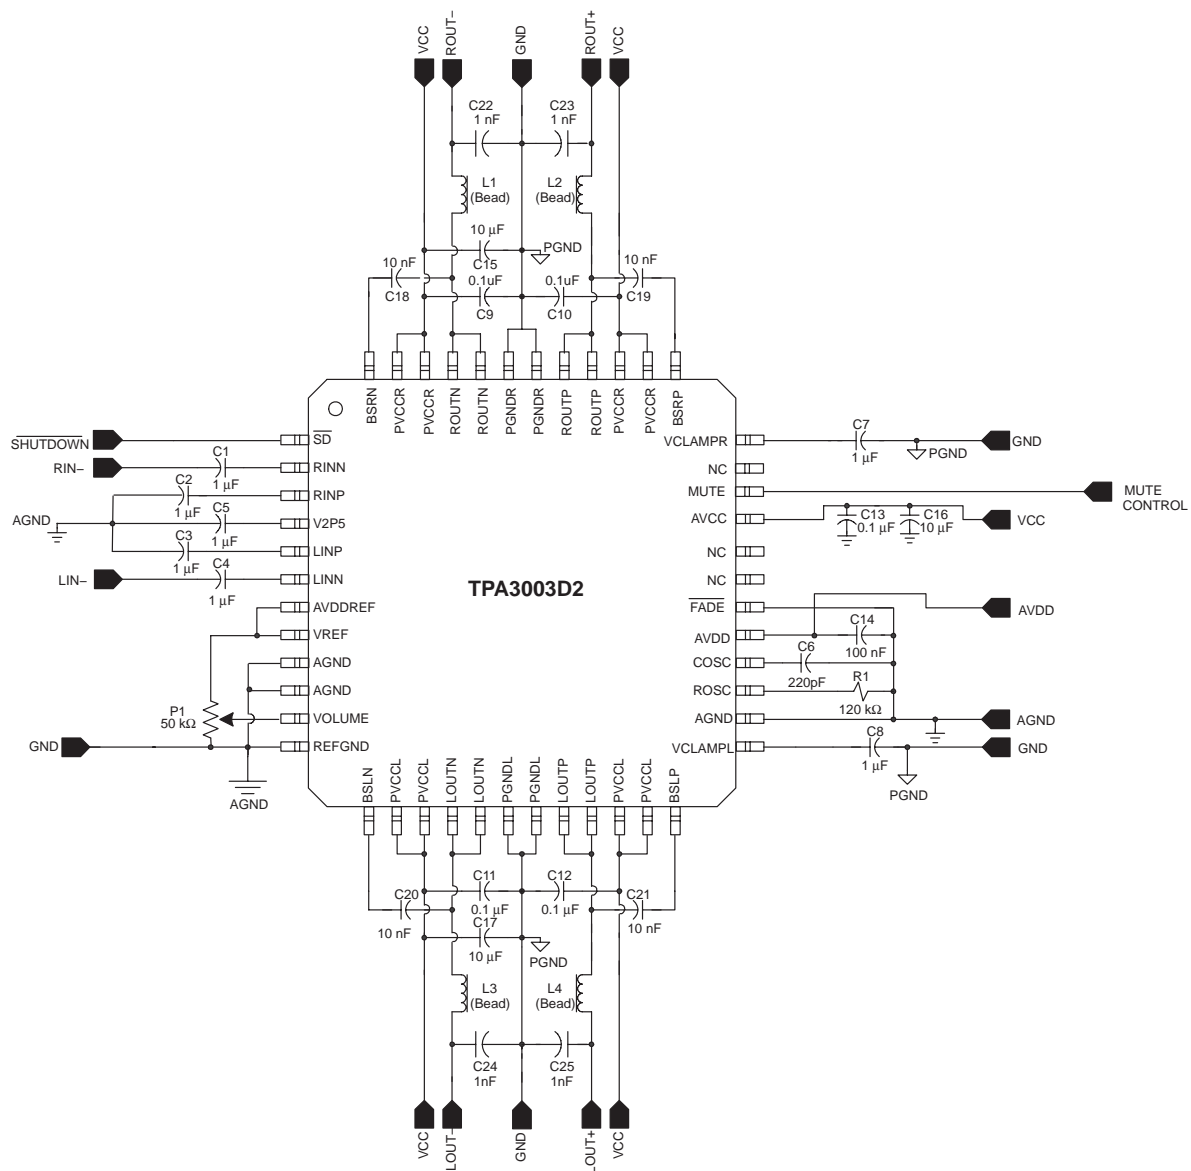 VCC
ROUT−
GND
ROUT+
VCC
C22
1 nF
C23
1 nF
L1
(Bead)
L2
(Bead)
10 µF
C15
PGND
10 nF
C18
0.1uF
C9
0.1uF
C10
10 nF
C19
BSRN
PVCCR
PVCCR
ROUTN
ROUTN
PGNDR
PGNDR
ROUTP
ROUTP
PVCCR
PVCCR
BSRP
SHUTDOWN
SD
RIN−
C1
1 µF
RINN
C2
1 µF
RINP
AGND
C5
1 µF
V2P5
C3
1 µF
LINP
LIN−
C4
1 µF
LINN
AVDDREF
VREF
AGND
AGND
P1
50 kΩ
VOLUME
GND
REFGND
AGND
TPA3003D2
VCLAMPR
C7
1 µF
PGND
GND
NC
MUTE
MUTE
CONTROL
AVCC
C13
0.1 µF
C16
10 µF
VCC
NC
NC
FADE
AVDD
AVDD
C14
100 nF
COSC
C6
220pF
ROSC
R1
120 kΩ
AGND
AGND
VCLAMPL
C8
1 µF
GND
PGND
BSLN
PVCCL
PVCCL
LOUTN
LOUTN
PGNDL
PGNDL
LOUTP
LOUTP
PVCCL
PVCCL
BSLP
C20
10 nF
C11
0.1 µF
C12
0.1 µF
C21
10 nF
C17
10 µF
PGND
L3
(Bead)
L4
(Bead)
C24
1nF
C25
1nF
VCC
LOUT−
GND
LOUT+
VCC